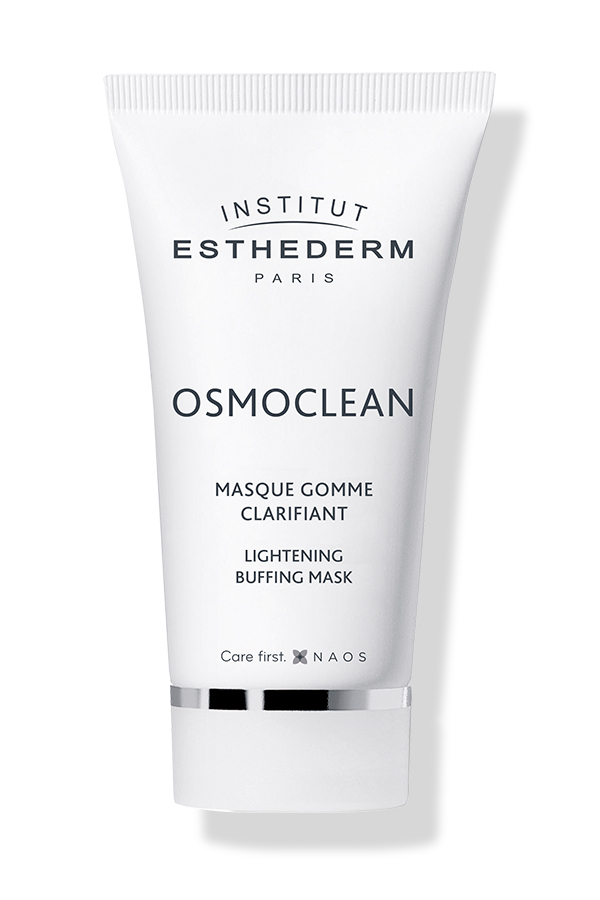 INSTITUT
ESTHEDERM
PARIS
OSMOCLEAN
MASQUE GOMME
CLARIFIANT
LIGHTENING
BUFFING MASK
Care first. NAOS